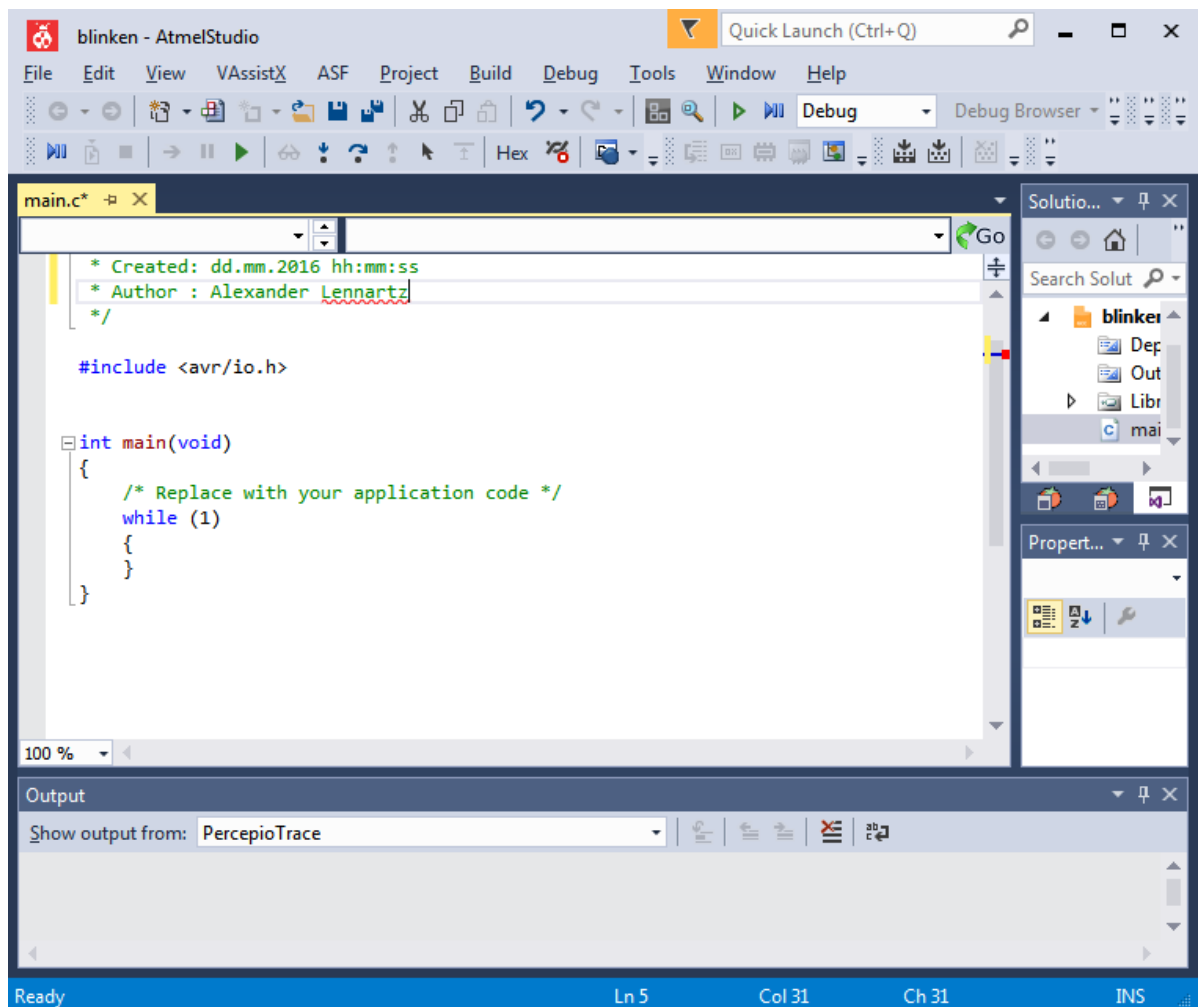 blinken - AtmelStudio
Quick Launch (Ctrl+Q)
File Edit View VAssistX ASF Project Build Debug Tools Window Help
Debug Debug Browser
Hex
main.c*
Go
* Created: dd.mm.2016 hh:mm:ss
* Author : Alexander Lennartz
*/
#include <avr/io.h>
int main(void)
{
/* Replace with your application code */
while (1)
{
}
}
100 %
Solutio...
Search Solut
blinker
Dep
Out
Libr
mai
Propert...
Output
Show output from: PercepioTrace
Ready Ln 5 Col 31 Ch 31 INS